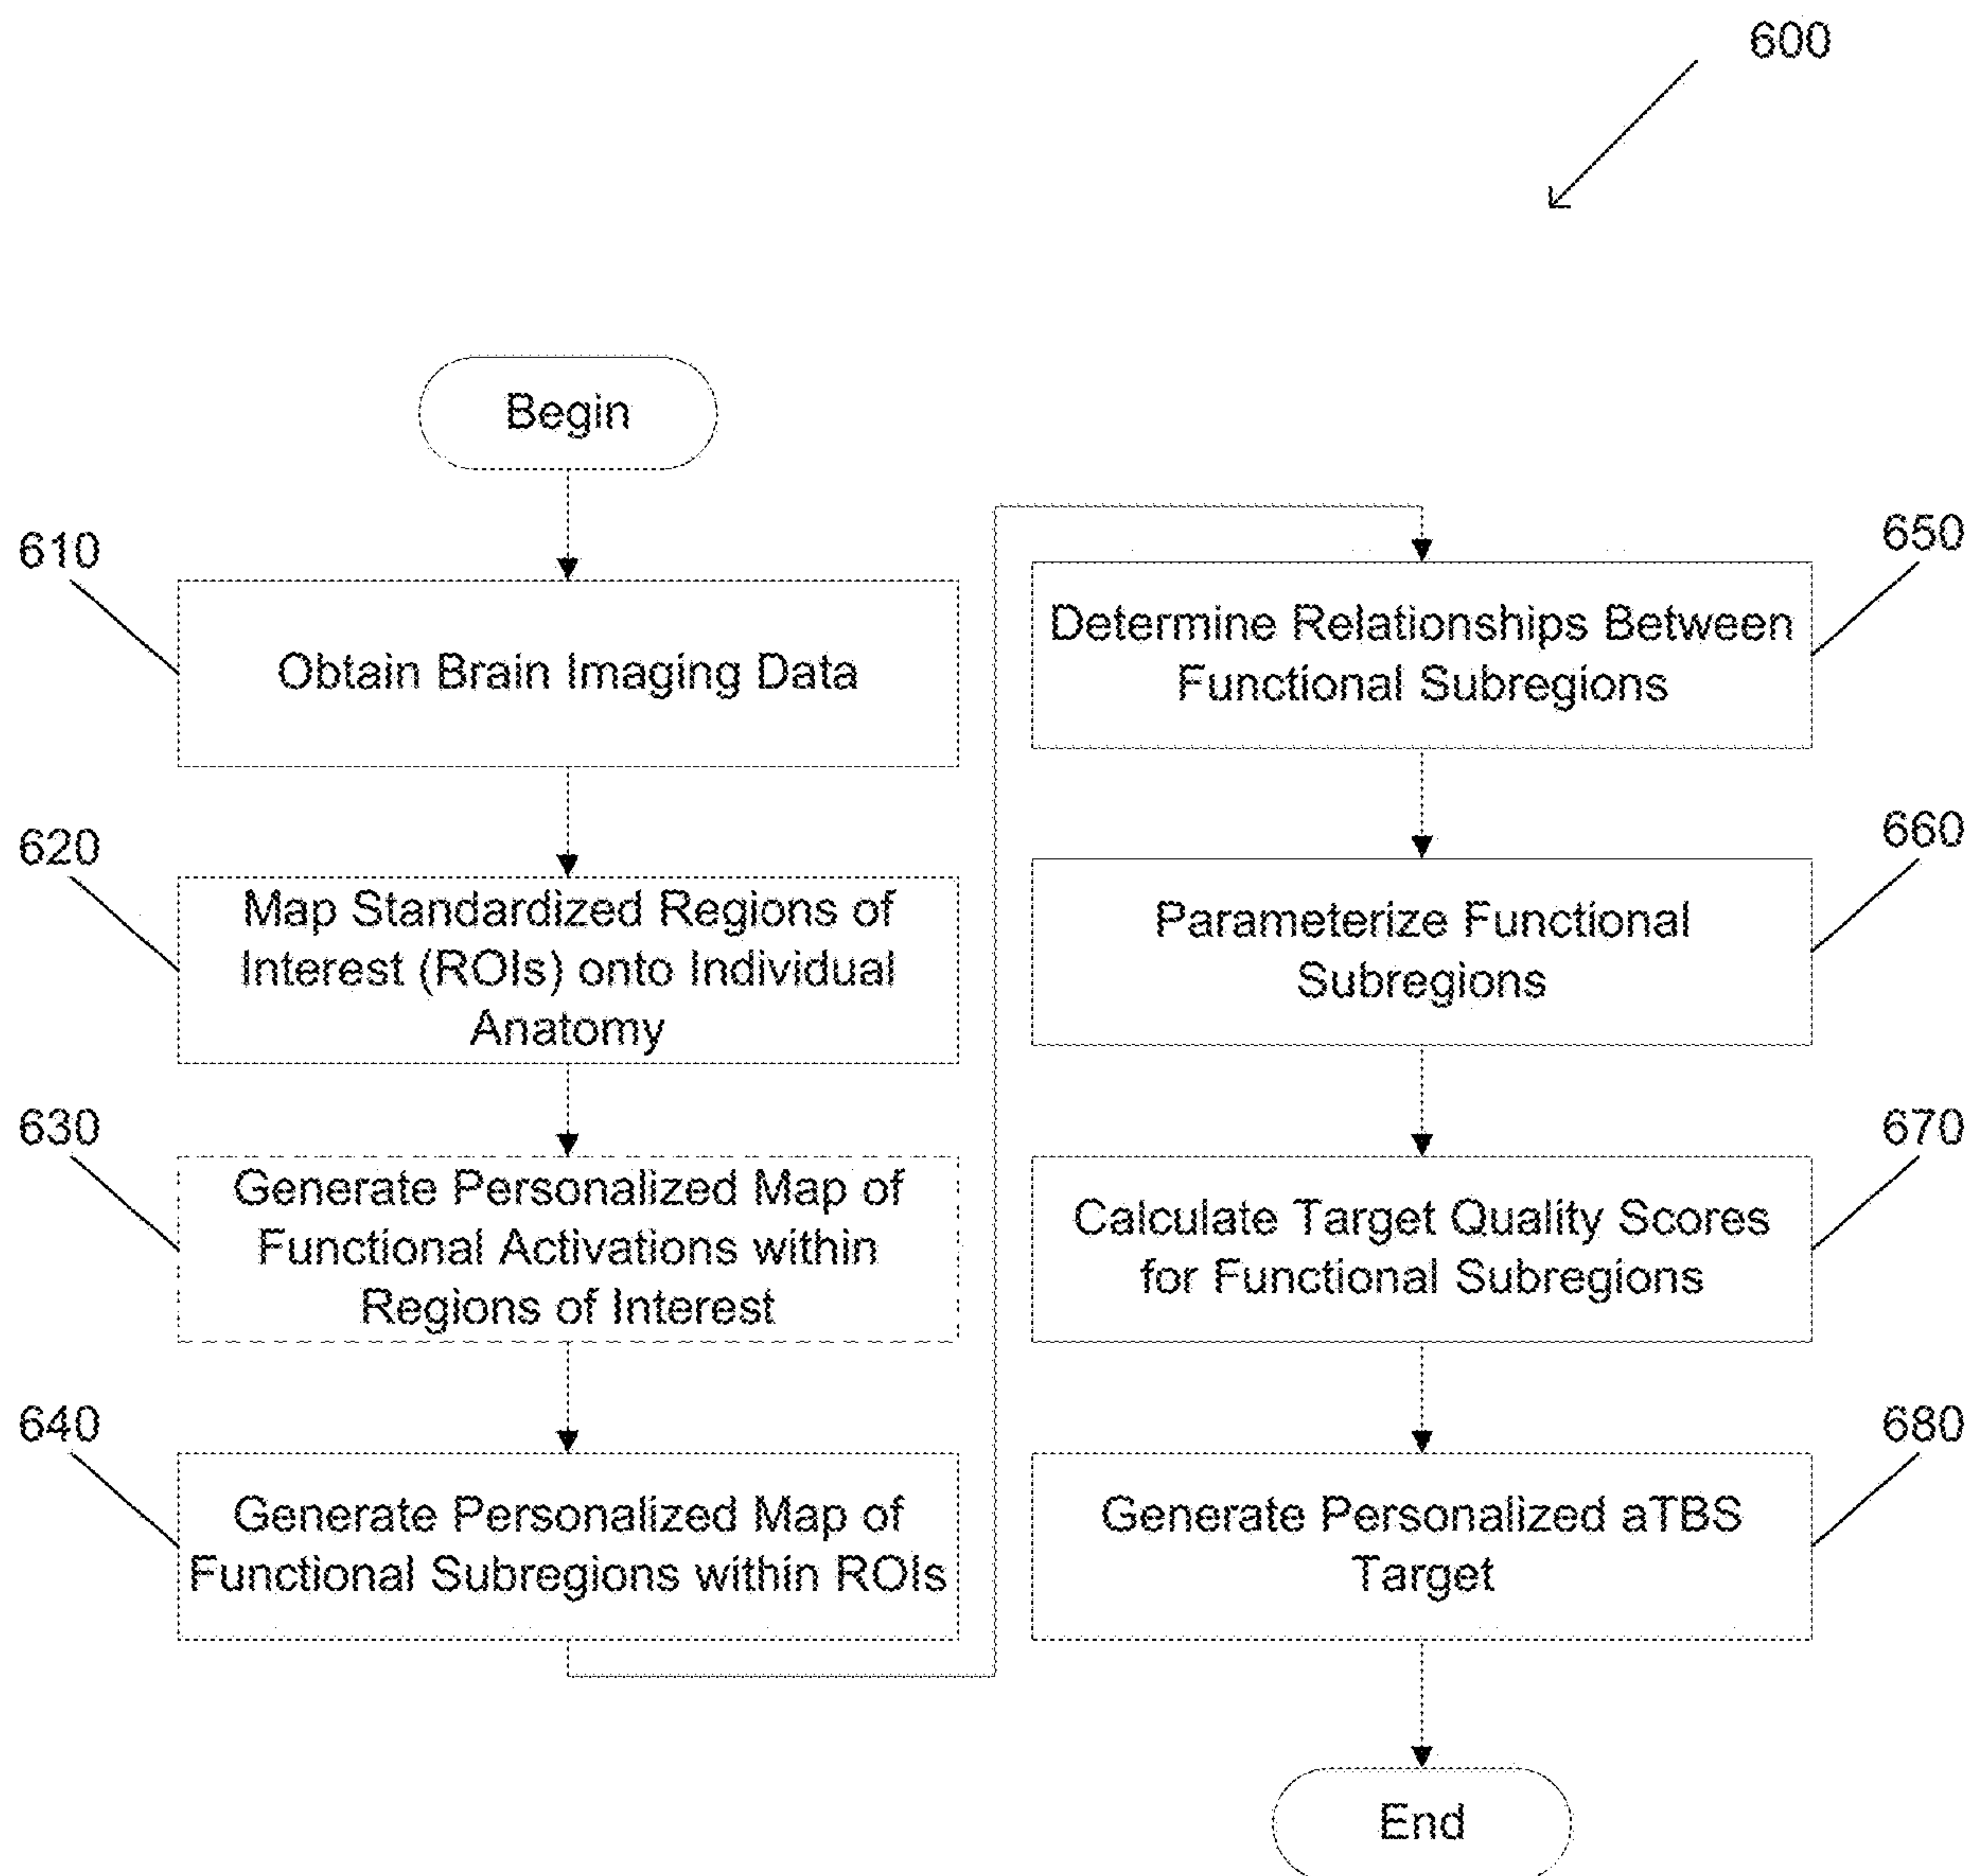 600
Begin
610
Obtain Brain Imaging Data
620
Map Standardized Regions of
Interest (ROIs) onto Individual
Anatomy
630
Generate Personalized Map of
Functional Activations within
Regions of Interest
640
Generate Personalized Map of
Functional Subregions within ROIs
650
Determine Relationships Between
Functional Subregions
660
Parameterize Functional
Subregions
670
Calculate Target Quality Scores
for Functional Subregions
680
Generate Personalized aTBS
Target
End